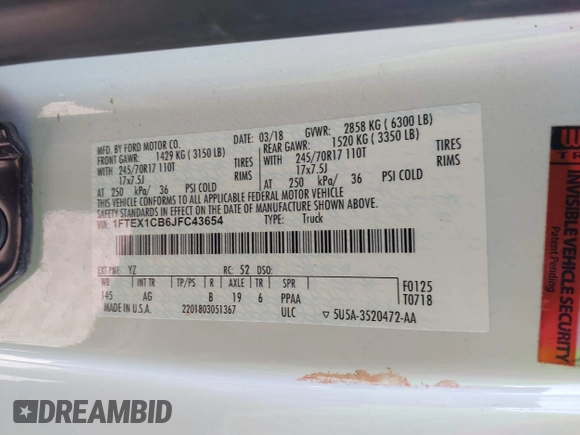 MFD. BY FORD MOTOR CO.
DATE: 03/18 GVWR: 2858 KG ( 6300 LB)
FRONT GAWR: 1429 KG ( 3150 LB) REAR GAWR: 1520 KG ( 3350 LB)
WITH 245/70R17 110T TIRES WITH 245/70R17 110T TIRES
17x7.5J RIMS 17x7.5J RIMS
AT 250 kPa/ 36 PSI COLD AT 250 kPa/ 36 PSI COLD
THIS VEHICLE CONFORMS TO ALL APPLICABLE FEDERAL MOTOR VEHICLE
SAFETY STANDARDS IN EFFECT ON THE DATE OF MANUFACTURE SHOWN ABOVE.
VIN: 1FTEX1CB6JFC43654 TYPE: Truck
EXT PNT: YZ RC: 52 DSO:
WB INT TR TP/PS R AXLE TR SPR
145 AG B 19 6 PPAA
F0125
T0718
MADE IN U.S.A. 2201803051367 ULC ▽ 5U5A-3520472-AA
INVISIBLE VEHICLE SECURITY
Patent Pending
DREAMBID